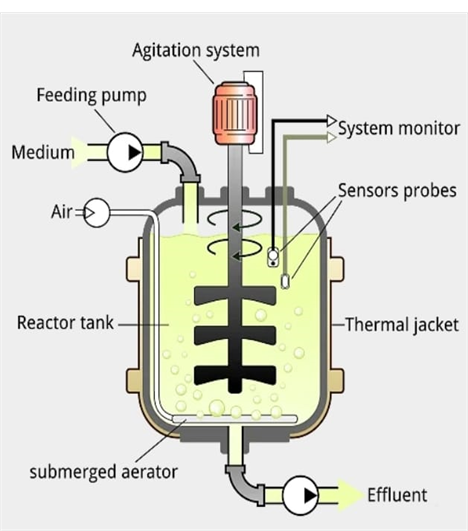 Agitation system
Feeding pump
Medium
System monitor
Sensors probes
Air
Reactor tank
Thermal jacket
submerged aerator
Effluent